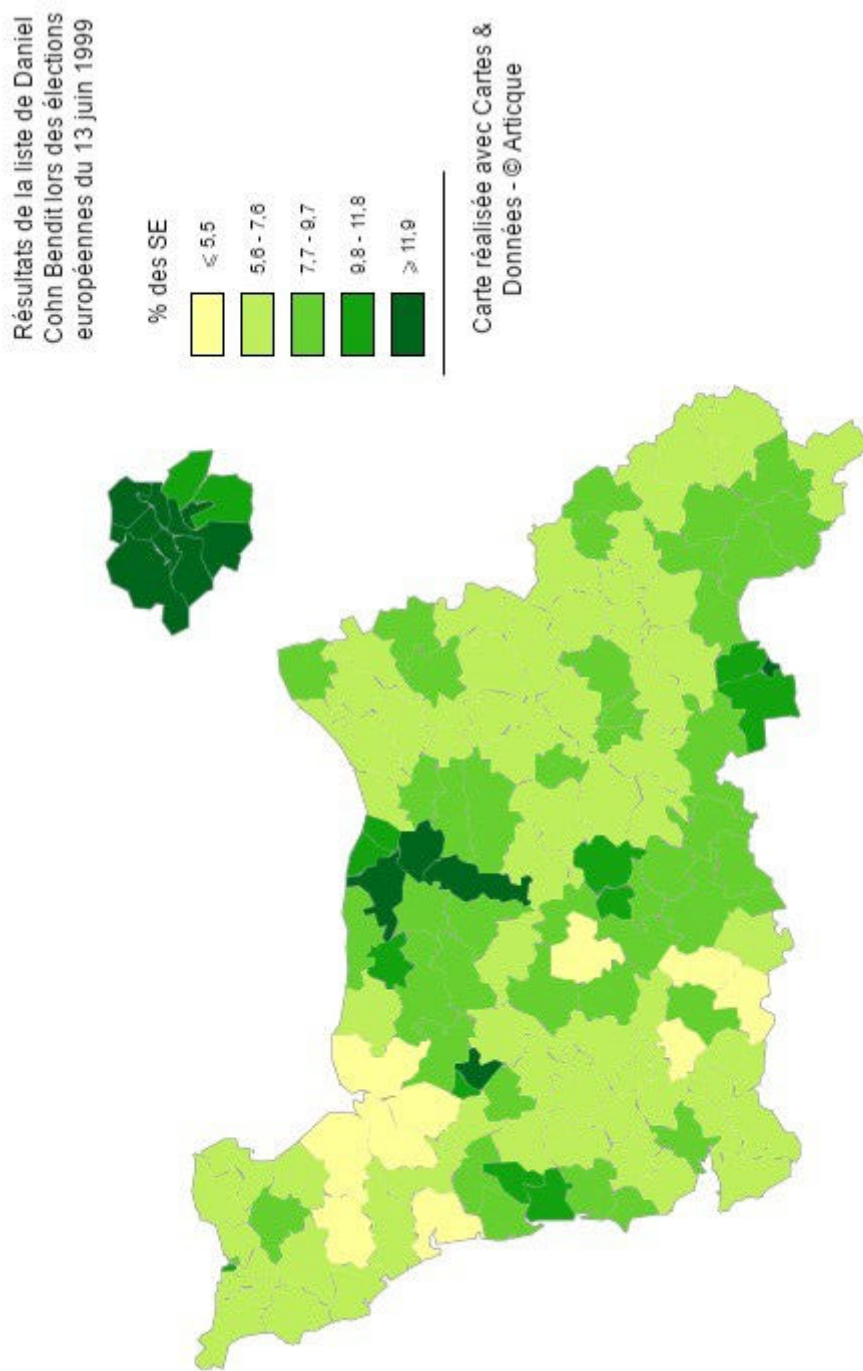 Résultats de la liste de Daniel
Cohn Bendit lors des élections
européennes du 13 juin 1999
% des SE
⩽ 5,5
5,6 - 7,6
7,7 - 9,7
9,8 - 11,8
⩾ 11,9
Carte réalisée avec Cartes &
Données - © Articque